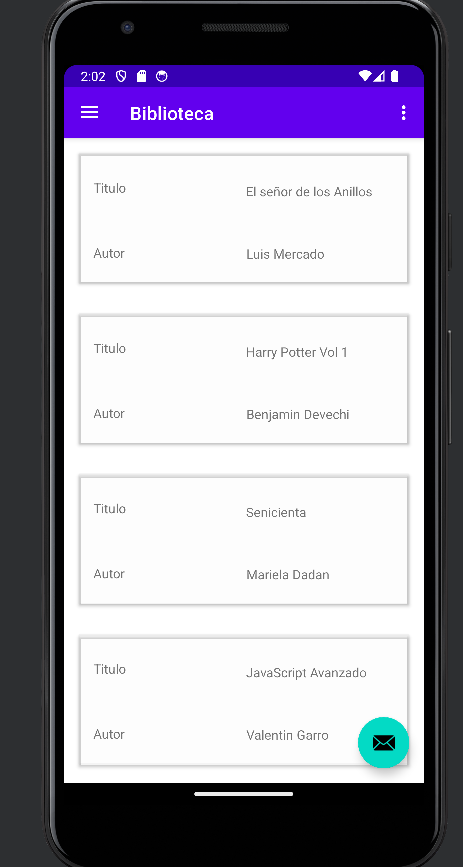 2:02
Biblioteca
Titulo
El señor de los Anillos
Autor
Luis Mercado
Titulo
Harry Potter Vol 1
Autor
Benjamin Devechi
Titulo
Senicienta
Autor
Mariela Dadan
Titulo
JavaScript Avanzado
Autor
Valentin Garro